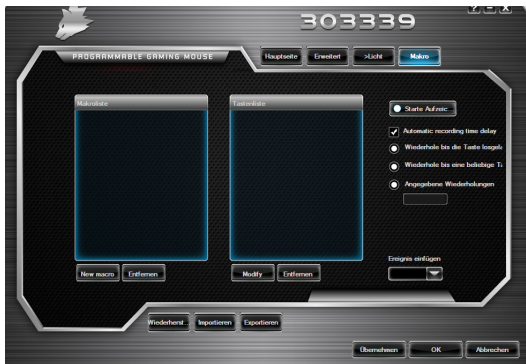 ? – X
303339
PROGRAMMABLE GAMING MOUSE
Hauptseite
Erweitert
>Licht
Makro
Makroliste
Tastenliste
Starte Aufzeic
Automatic recording time delay
Wiederhole bis die Taste losgela
Wiederhole bis eine beliebige Ta
Angegebene Wiederholungen
Ereignis einfügen
New macro
Entfernen
Modify
Entfernen
Wiederherst...
Importieren
Exportieren
Übernehmen
OK
Abbrechen